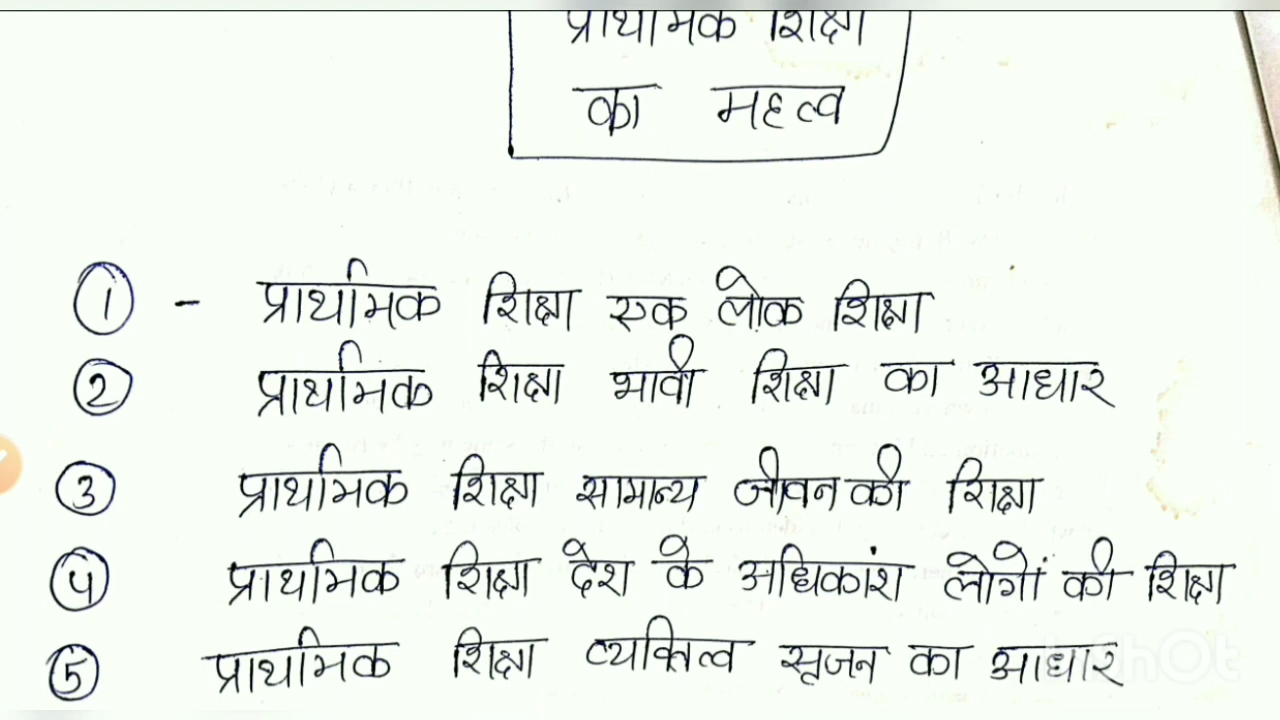 प्राथमिक शिक्षा
का महत्व
1 - प्राथमिक शिक्षा एक लोक शिक्षा
2 प्राथमिक शिक्षा भावी शिक्षा का आधार
3 प्राथमिक शिक्षा सामान्य जीवन की शिक्षा
4 प्राथमिक शिक्षा देश के अधिकांश लोगों की शिक्षा
5 प्राथमिक शिक्षा व्यक्तित्व सृजन का आधार